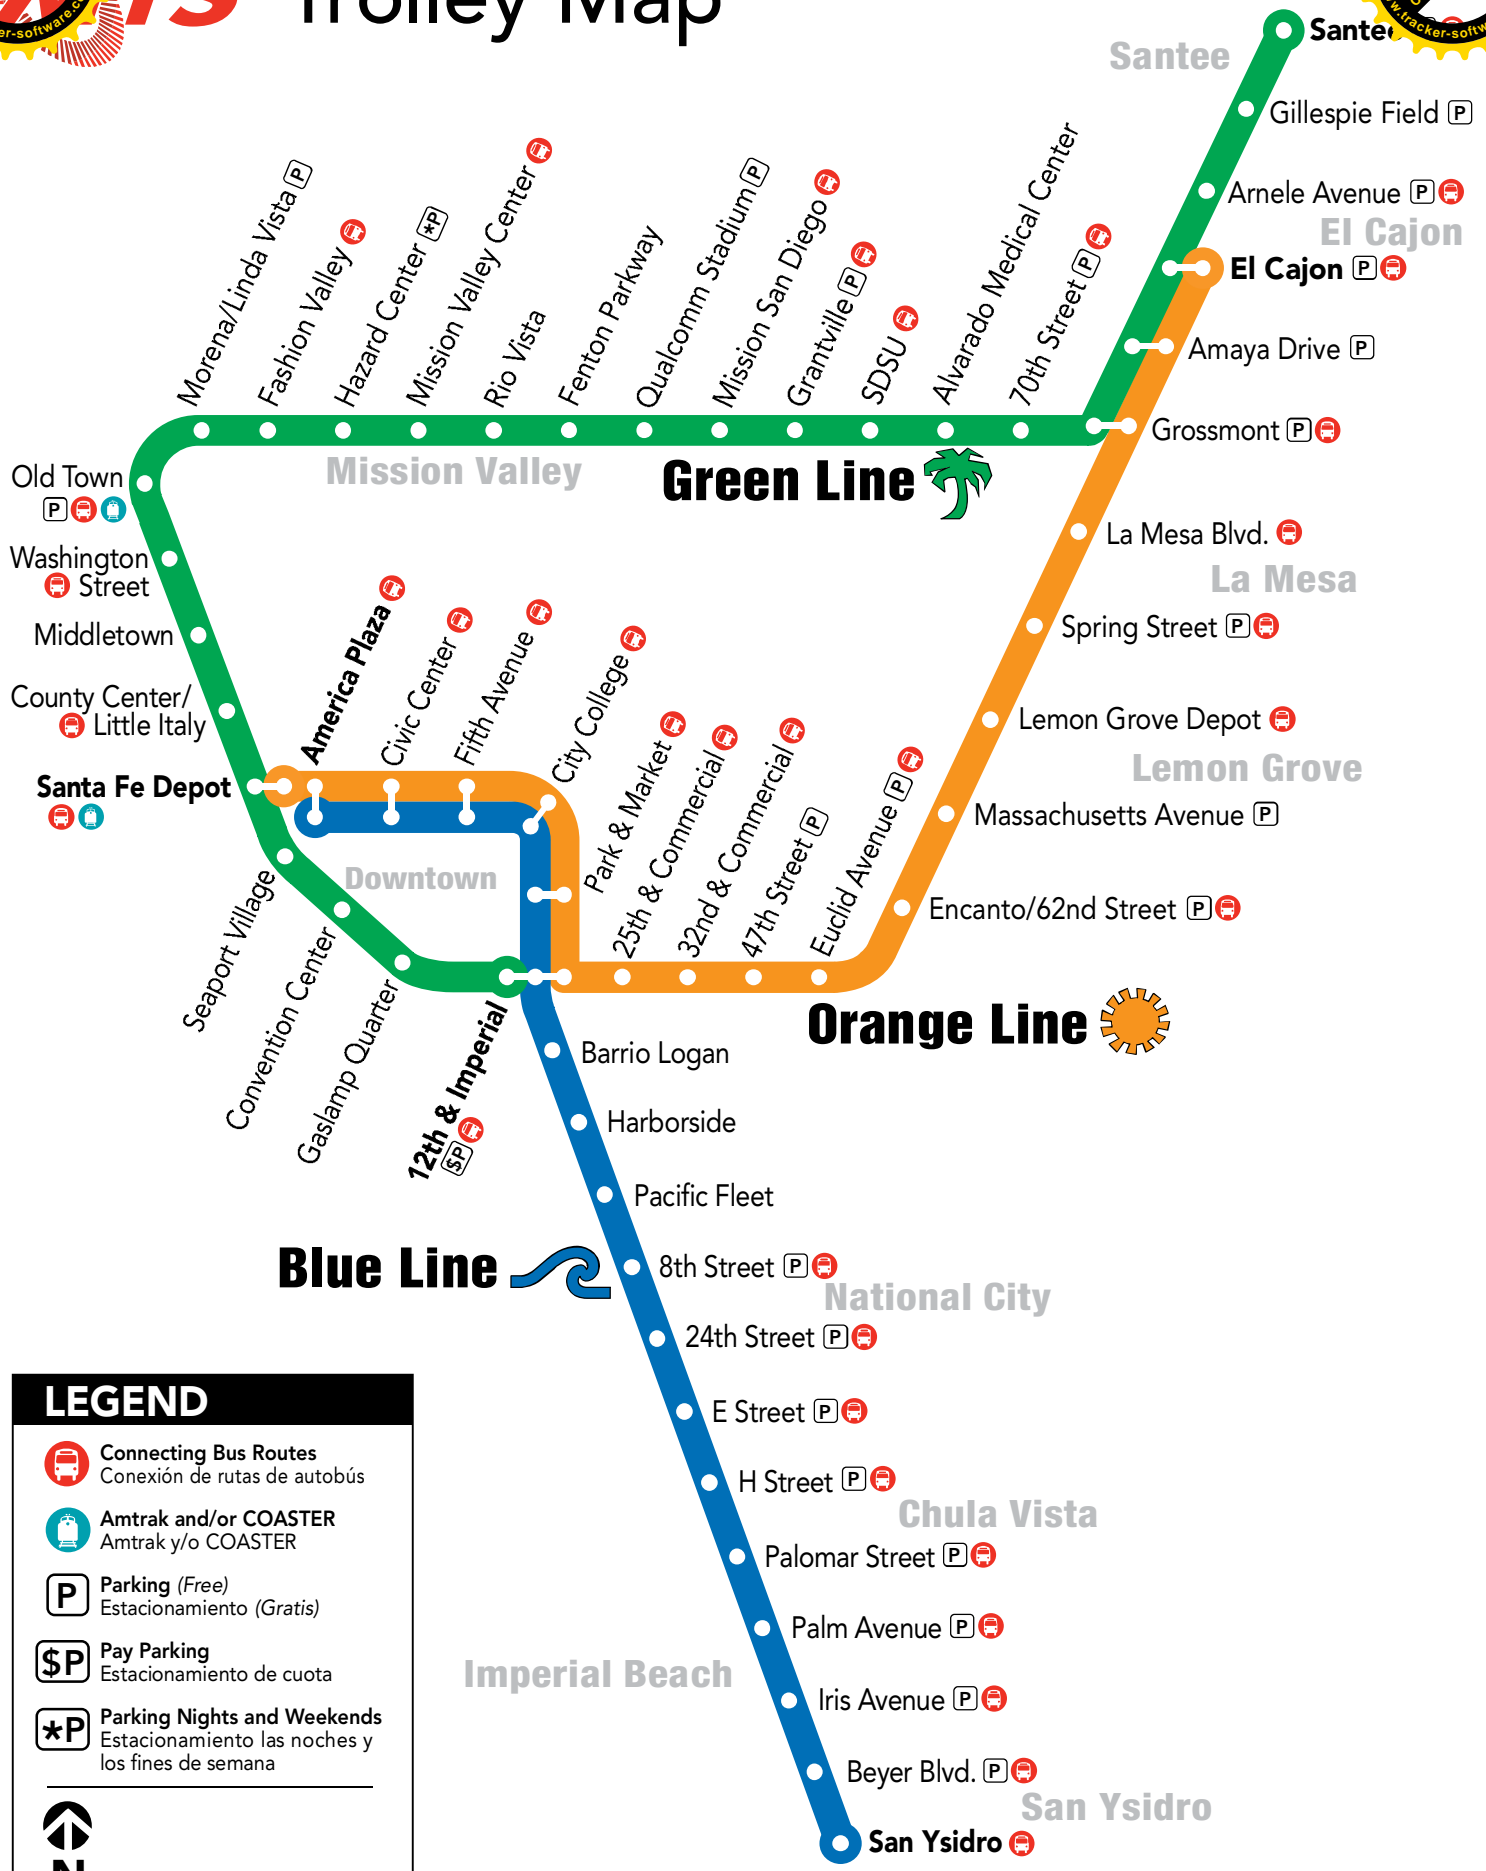 Trolley Map
Santee
Santee
Gillespie Field P
Arnele Avenue P
El Cajon
El Cajon P
Amaya Drive P
Grossmont P
Morena/Linda Vista P
Fashion Valley
Hazard Center *P
Mission Valley Center
Rio Vista
Fenton Parkway
Qualcomm Stadium P
Mission San Diego
Grantville P
SDSU
Alvarado Medical Center
70th Street P
Mission Valley
Green Line
Old Town
P
Washington
Street
Middletown
County Center/
Little Italy
Santa Fe Depot
America Plaza
Civic Center
Fifth Avenue
City College
Park & Market
25th & Commercial
32nd & Commercial
47th Street P
Euclid Avenue P
La Mesa Blvd.
La Mesa
Spring Street P
Lemon Grove Depot
Lemon Grove
Massachusetts Avenue P
Encanto/62nd Street P
Downtown
Seaport Village
Convention Center
Gaslamp Quarter
12th & Imperial
$P
Orange Line
Barrio Logan
Harborside
Pacific Fleet
Blue Line
8th Street P
National City
24th Street P
E Street P
H Street P
Chula Vista
Palomar Street P
Palm Avenue P
Imperial Beach
Iris Avenue P
Beyer Blvd. P
San Ysidro
San Ysidro
LEGEND
Connecting Bus Routes
Conexión de rutas de autobús
Amtrak and/or COASTER
Amtrak y/o COASTER
P Parking (Free)
Estacionamiento (Gratis)
$P Pay Parking
Estacionamiento de cuota
*P Parking Nights and Weekends
Estacionamiento las noches y
los fines de semana
N